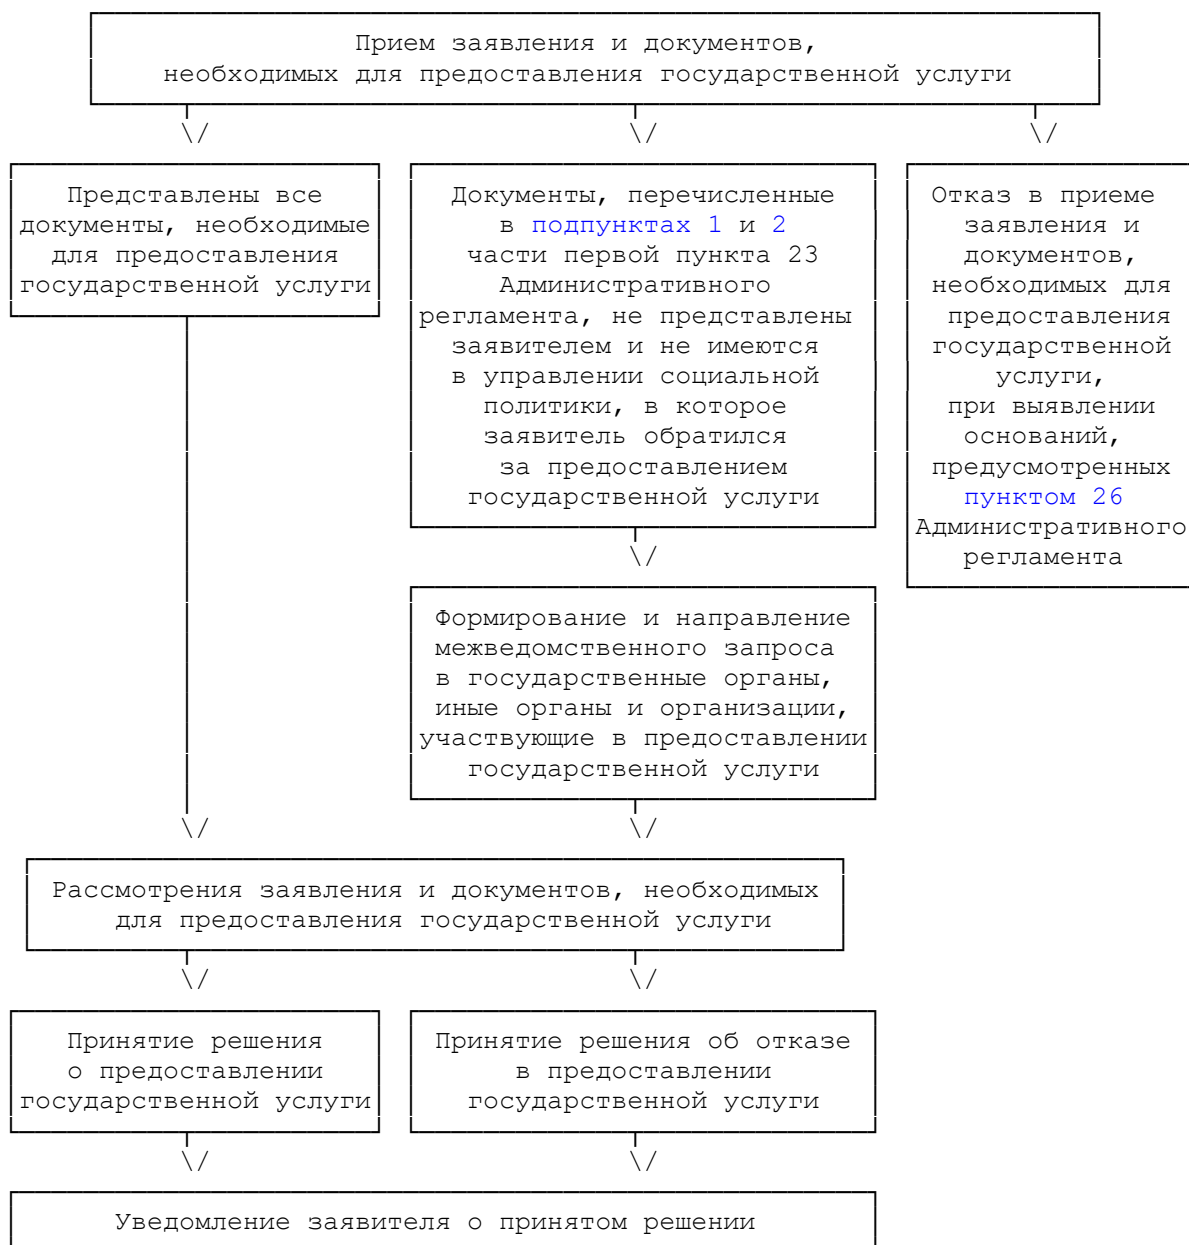 Прием заявления и документов,
необходимых для предоставления государственной услуги
Представлены все
документы, необходимые
для предоставления
государственной услуги
Документы, перечисленные
в подпунктах 1 и 2
части первой пункта 23
Административного
регламента, не представлены
заявителем и не имеются
в управлении социальной
политики, в которое
заявитель обратился
за предоставлением
государственной услуги
Отказ в приеме
заявления и
документов,
необходимых для
предоставления
государственной
услуги,
при выявлении
оснований,
предусмотренных
пунктом 26
Административного
регламента
Формирование и направление
межведомственного запроса
в государственные органы,
иные органы и организации,
участвующие в предоставлении
государственной услуги
Рассмотрения заявления и документов, необходимых
для предоставления государственной услуги
Принятие решения
о предоставлении
государственной услуги
Принятие решения об отказе
в предоставлении
государственной услуги
Уведомление заявителя о принятом решении